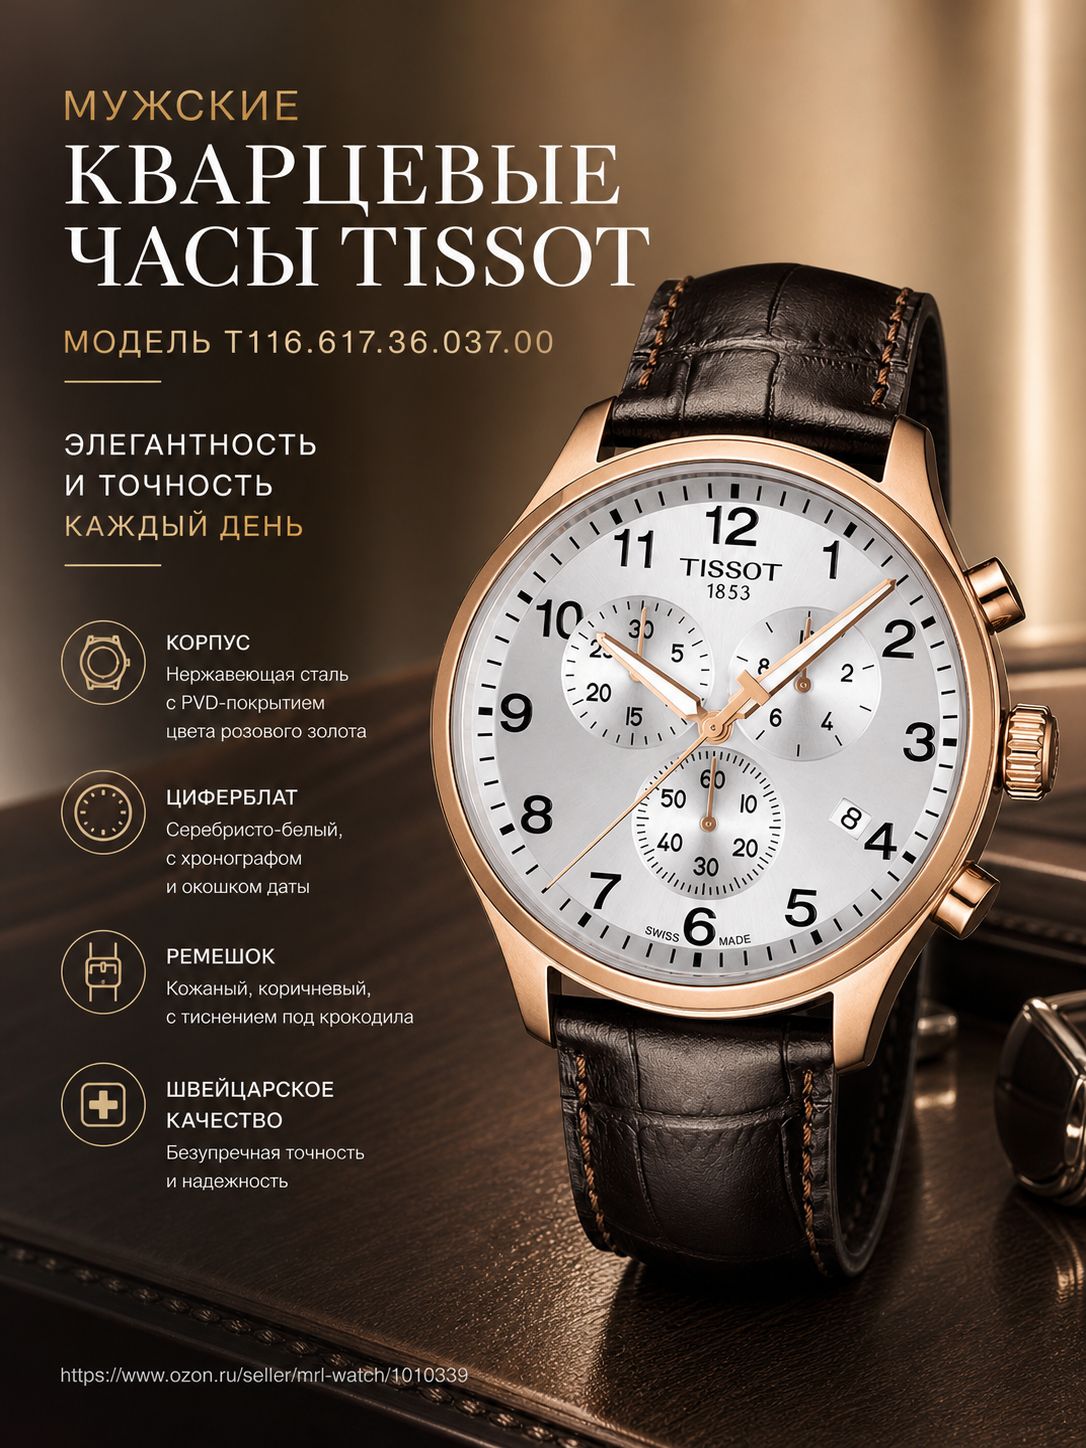 МУЖСКИЕ
КВАРЦЕВЫЕ
ЧАСЫ TISSOT
МОДЕЛЬ T116.617.36.037.00
ЭЛЕГАНТНОСТЬ
И ТОЧНОСТЬ
КАЖДЫЙ ДЕНЬ
КОРПУС
Нержавеющая сталь
с PVD-покрытием
цвета розового золота
ЦИФЕРБЛАТ
Серебристо-белый,
с хронографом
и окошком даты
РЕМЕШОК
Кожаный, коричневый,
с тиснением под крокодила
ШВЕЙЦАРСКОЕ
КАЧЕСТВО
Безупречная точность
и надежность
https://www.ozon.ru/seller/mrl-watch/1010339
TISSOT
1853
12
1
2
3
4
5
6
7
8
9
10
11
30
5
15
20
2
4
6
8
60
10
20
30
40
50
8
SWISS MADE